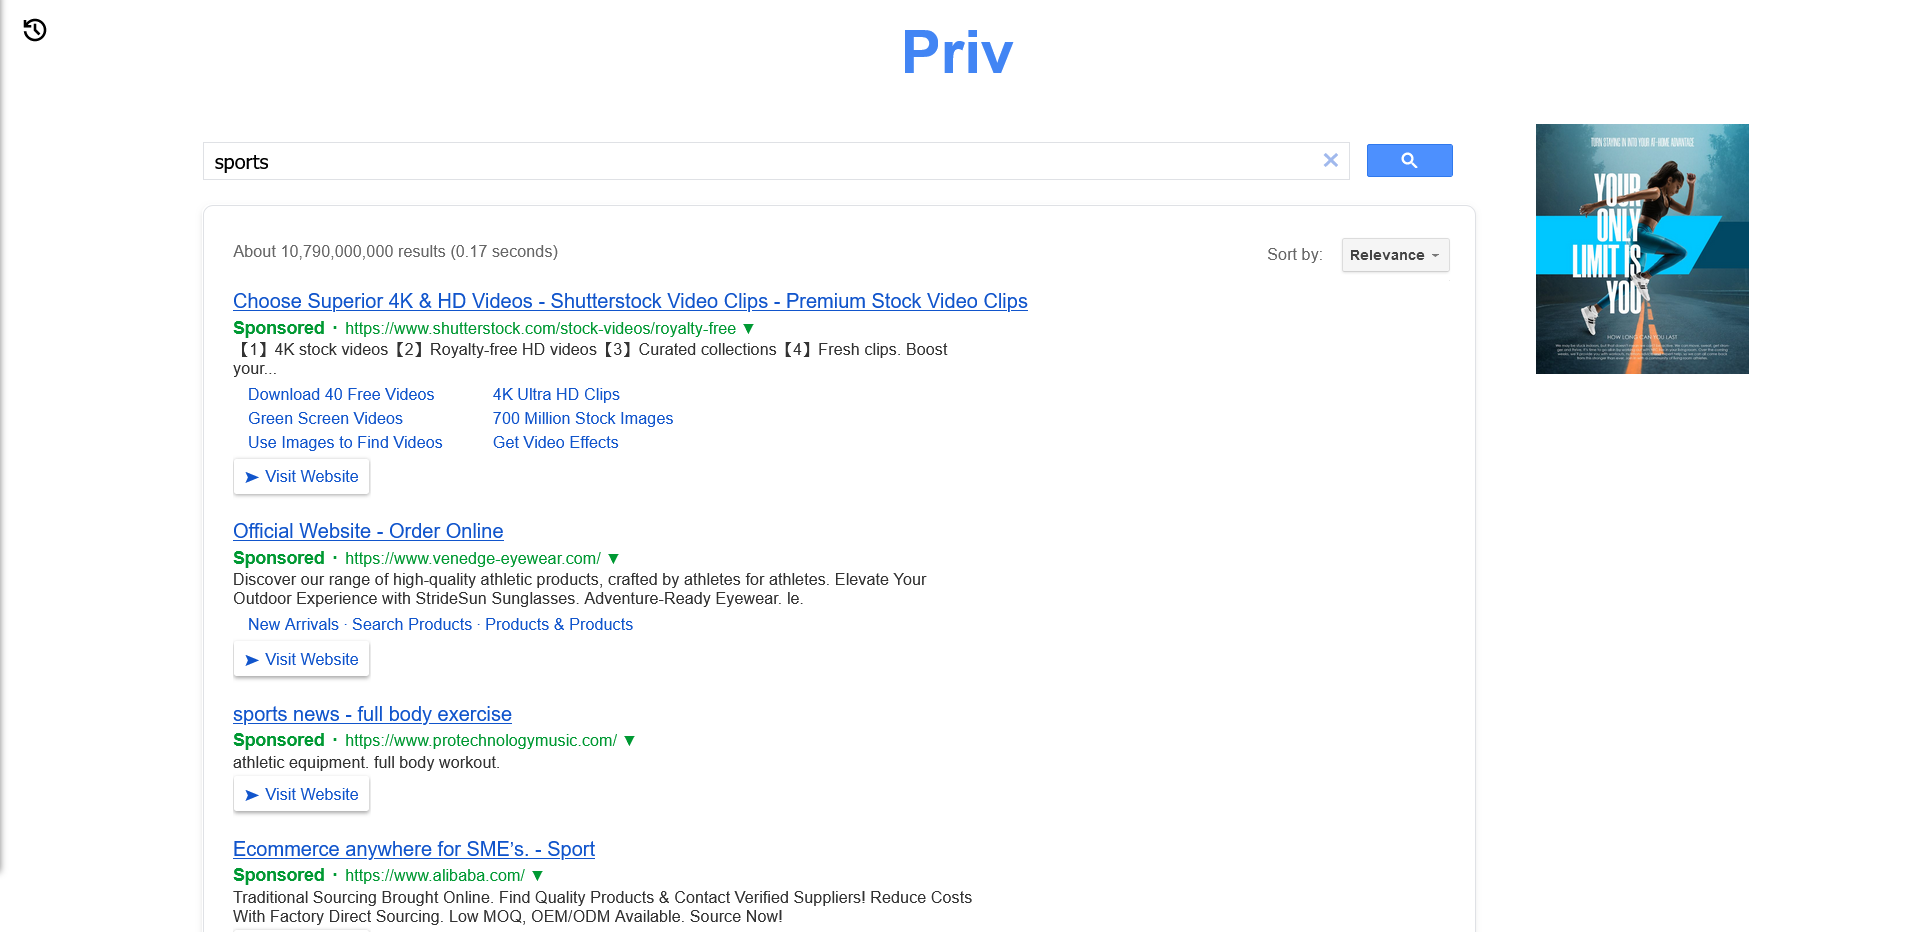 Priv
sports
About 10,790,000,000 results (0.17 seconds)
Sort by:
Relevance
Choose Superior 4K & HD Videos - Shutterstock Video Clips - Premium Stock Video Clips
Sponsored · https://www.shutterstock.com/stock-videos/royalty-free ▼
【1】4K stock videos【2】Royalty-free HD videos【3】Curated collections【4】Fresh clips. Boost
your...
Download 40 Free Videos
4K Ultra HD Clips
Green Screen Videos
700 Million Stock Images
Use Images to Find Videos
Get Video Effects
➤ Visit Website
Official Website - Order Online
Sponsored · https://www.venedge-eyewear.com/ ▼
Discover our range of high-quality athletic products, crafted by athletes for athletes. Elevate Your
Outdoor Experience with StrideSun Sunglasses. Adventure-Ready Eyewear. le.
New Arrivals · Search Products · Products & Products
➤ Visit Website
sports news - full body exercise
Sponsored · https://www.protechnologymusic.com/ ▼
athletic equipment. full body workout.
➤ Visit Website
Ecommerce anywhere for SME's. - Sport
Sponsored · https://www.alibaba.com/ ▼
Traditional Sourcing Brought Online. Find Quality Products & Contact Verified Suppliers! Reduce Costs
With Factory Direct Sourcing. Low MOQ, OEM/ODM Available. Source Now!
TURN STAYING IN INTO YOUR AT-HOME ADVANTAGE
YOUR
ONLY
LIMIT IS
YOU
HOW LONG CAN YOU LAST